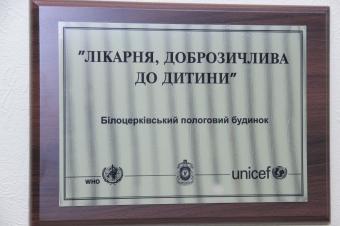 "ЛІКАРНЯ, ДОБРОЗИЧЛИВА
ДО ДИТИНИ"
Білоцерківський пологовий будинок
WHO
unicef